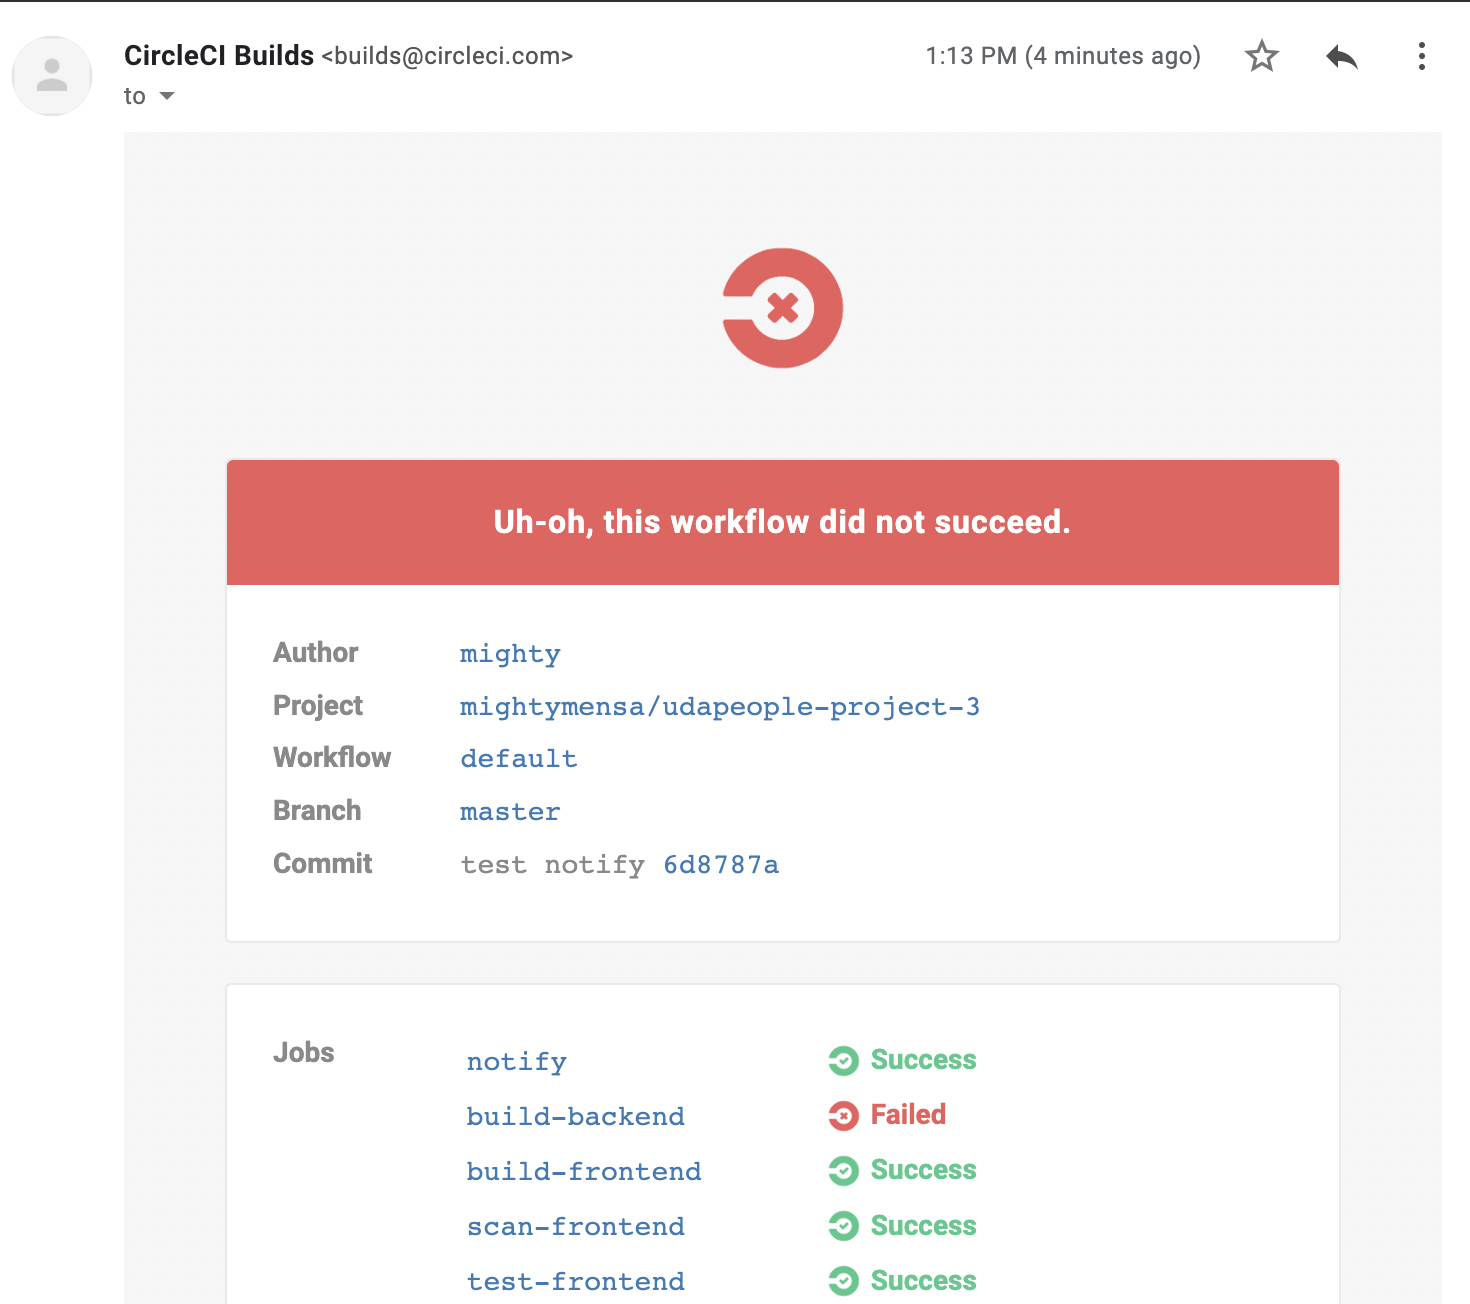 CircleCI Builds <builds@circleci.com>
1:13 PM (4 minutes ago)
to
Uh-oh, this workflow did not succeed.
Author mighty
Project mightymensa/udapeople-project-3
Workflow default
Branch master
Commit test notify 6d8787a
Jobs notify Success
build-backend Failed
build-frontend Success
scan-frontend Success
test-frontend Success